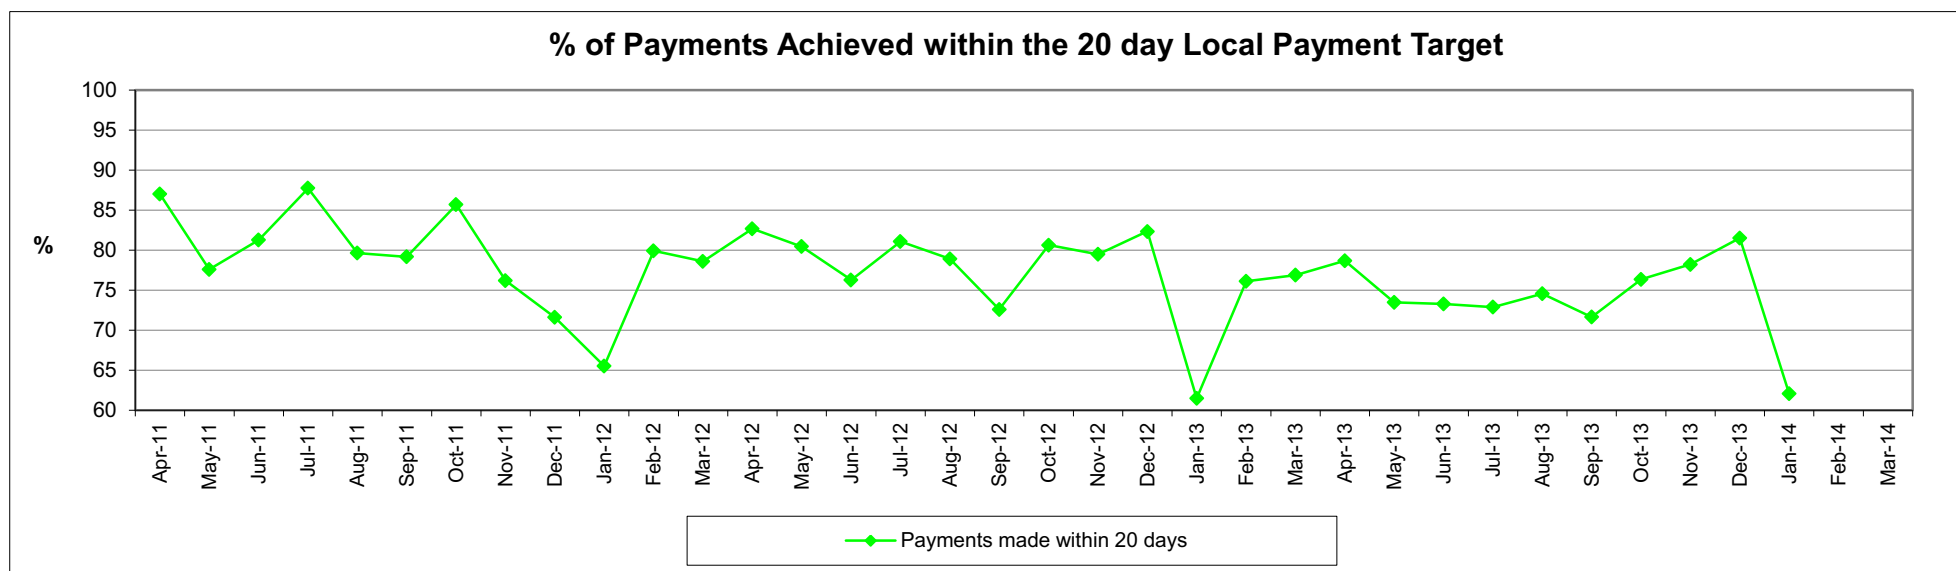 % of Payments Achieved within the 20 day Local Payment Target
100
95
90
85
80
75
70
65
60
%
Apr-11
May-11
Jun-11
Jul-11
Aug-11
Sep-11
Oct-11
Nov-11
Dec-11
Jan-12
Feb-12
Mar-12
Apr-12
May-12
Jun-12
Jul-12
Aug-12
Sep-12
Oct-12
Nov-12
Dec-12
Jan-13
Feb-13
Mar-13
Apr-13
May-13
Jun-13
Jul-13
Aug-13
Sep-13
Oct-13
Nov-13
Dec-13
Jan-14
Feb-14
Mar-14
Payments made within 20 days